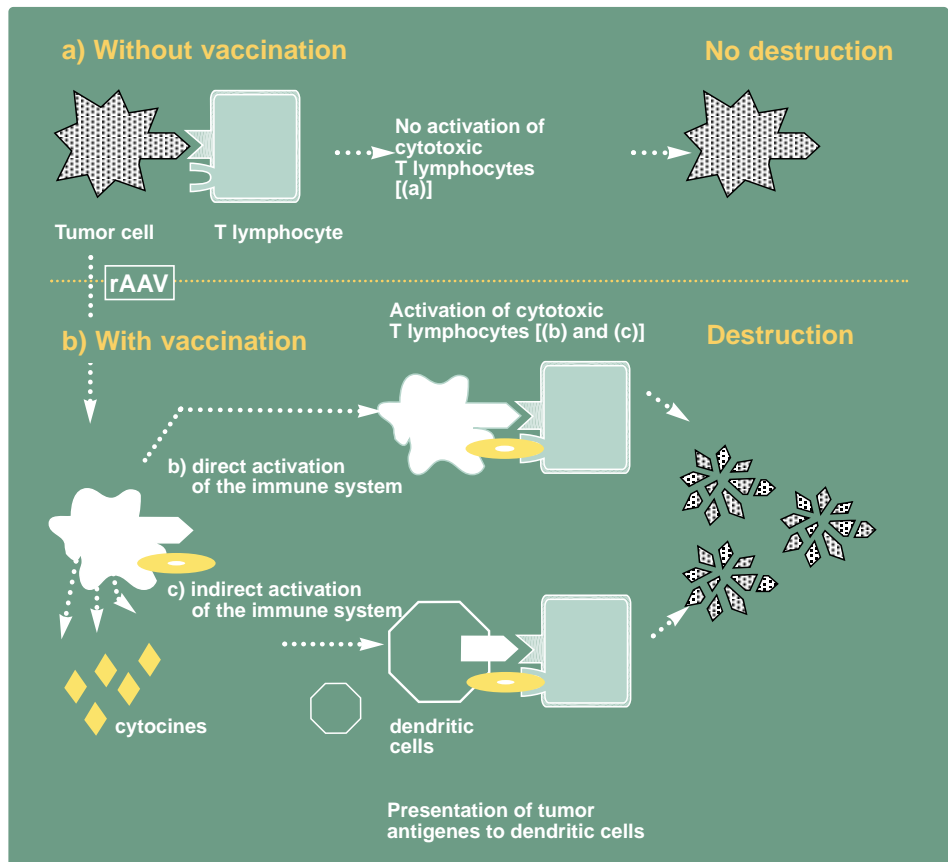 a) Without vaccination
No destruction
No activation of
cytotoxic
T lymphocytes
[(a)]
Tumor cell
T lymphocyte
rAAV
Activation of cytotoxic
T lymphocytes [(b) and (c)]
b) With vaccination
Destruction
b) direct activation
of the immune system
c) indirect activation
of the immune system
cytocines
dendritic
cells
Presentation of tumor
antigenes to dendritic cells